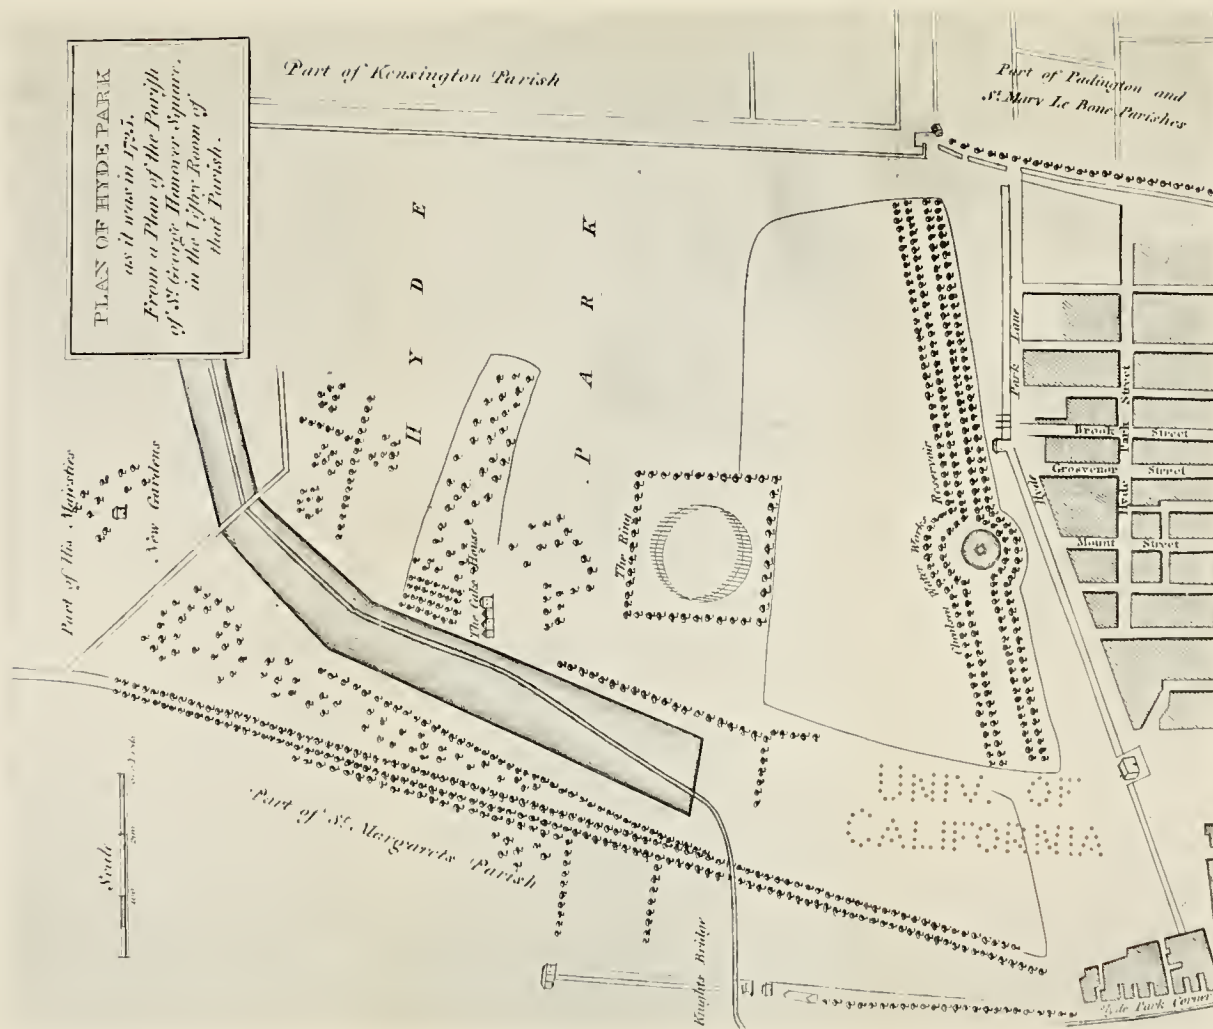 PLAN OF HYDE PARK
as it was in 1725.
From a Plan of the Parish
of St. George Hanover Square,
in the Vestry Room of
that Parish.
Part of Kensington Parish
Part of Padington and
St. Mary Le Bone Parishes
HYDE
PARK
Part of His Majesties
New Gardens
The Cake House
The Ring
Chealsea
Water Works
Reservoir
Hyde
Park
Lane
Hyde
Park
Street
Brook
Street
Grosvenor
Street
Mount
Street
Part of St. Margarets Parish
Scale
Knights Bridge
Hyde Park Corner
UNIV. OF
CALIFORNIA